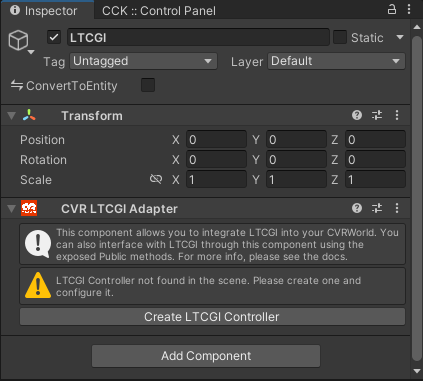 Inspector
CCK :: Control Panel
LTCGI
Static
Tag Untagged Layer Default
ConvertToEntity
Transform
Position X 0 Y 0 Z 0
Rotation X 0 Y 0 Z 0
Scale X 1 Y 1 Z 1
CVR LTCGI Adapter
This component allows you to integrate LTCGI into your CVRWorld. You
can also interface with LTCGI through this component using the
exposed Public methods. For more info, please see the docs.
LTCGI Controller not found in the scene. Please create one and
configure it.
Create LTCGI Controller
Add Component